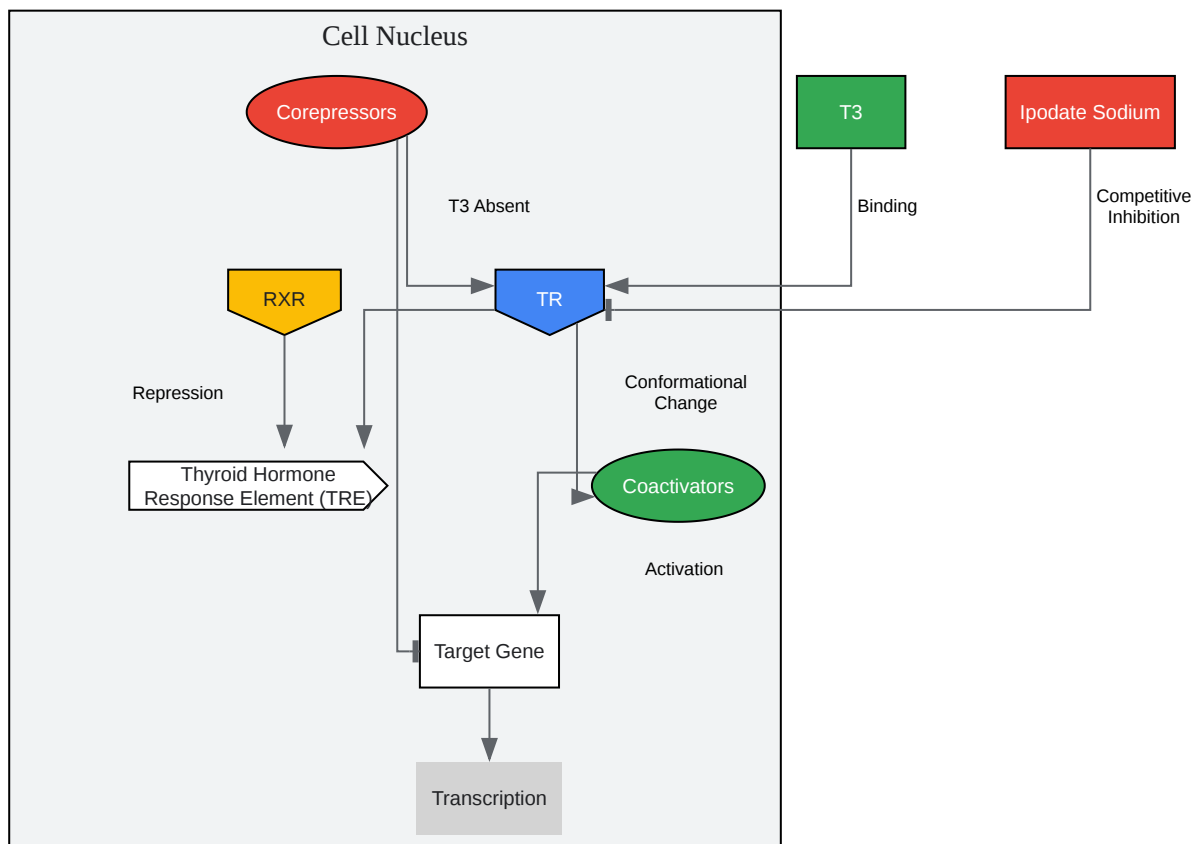 Cell Nucleus
Corepressors
T3
Ipodate Sodium
T3 Absent
Binding
Competitive
Inhibition
RXR
TR
Repression
Conformational
Change
Thyroid Hormone
Response Element (TRE)
Coactivators
Activation
Target Gene
Transcription